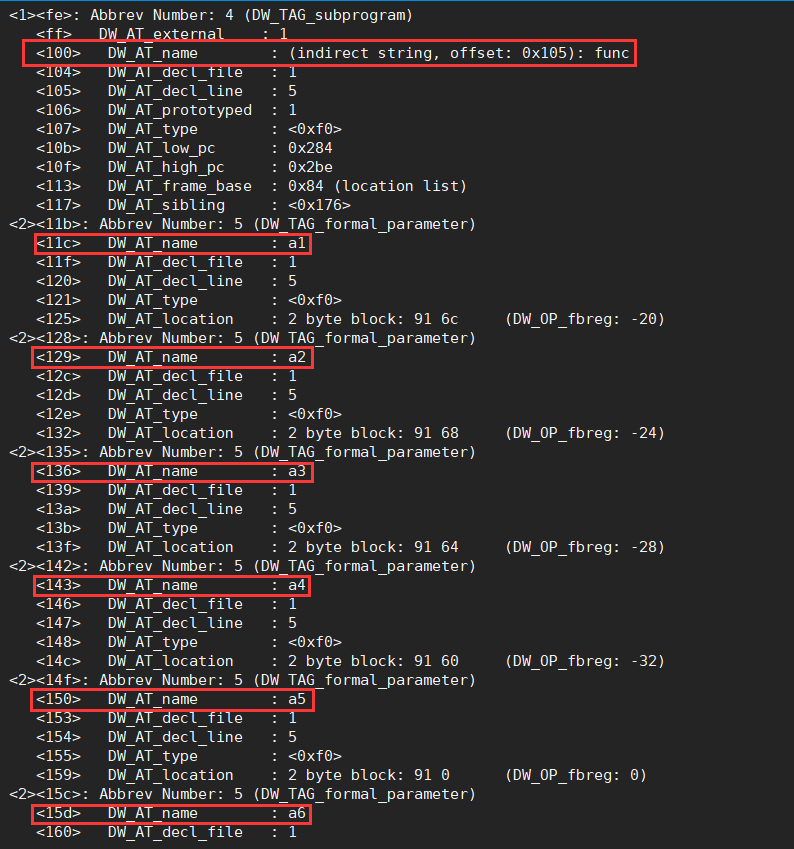 <1><fe>: Abbrev Number: 4 (DW_TAG_subprogram)
<ff> DW_AT_external : 1
<100> DW_AT_name : (indirect string, offset: 0x105): func
<104> DW_AT_decl_file : 1
<105> DW_AT_decl_line : 5
<106> DW_AT_prototyped : 1
<107> DW_AT_type : <0xf0>
<10b> DW_AT_low_pc : 0x284
<10f> DW_AT_high_pc : 0x2be
<113> DW_AT_frame_base : 0x84 (location list)
<117> DW_AT_sibling : <0x176>
<2><11b>: Abbrev Number: 5 (DW_TAG_formal_parameter)
<11c> DW_AT_name : a1
<11f> DW_AT_decl_file : 1
<120> DW_AT_decl_line : 5
<121> DW_AT_type : <0xf0>
<125> DW_AT_location : 2 byte block: 91 6c (DW_OP_fbreg: -20)
<2><128>: Abbrev Number: 5 (DW_TAG_formal_parameter)
<129> DW_AT_name : a2
<12c> DW_AT_decl_file : 1
<12d> DW_AT_decl_line : 5
<12e> DW_AT_type : <0xf0>
<132> DW_AT_location : 2 byte block: 91 68 (DW_OP_fbreg: -24)
<2><135>: Abbrev Number: 5 (DW_TAG_formal_parameter)
<136> DW_AT_name : a3
<139> DW_AT_decl_file : 1
<13a> DW_AT_decl_line : 5
<13b> DW_AT_type : <0xf0>
<13f> DW_AT_location : 2 byte block: 91 64 (DW_OP_fbreg: -28)
<2><142>: Abbrev Number: 5 (DW_TAG_formal_parameter)
<143> DW_AT_name : a4
<146> DW_AT_decl_file : 1
<147> DW_AT_decl_line : 5
<148> DW_AT_type : <0xf0>
<14c> DW_AT_location : 2 byte block: 91 60 (DW_OP_fbreg: -32)
<2><14f>: Abbrev Number: 5 (DW_TAG_formal_parameter)
<150> DW_AT_name : a5
<153> DW_AT_decl_file : 1
<154> DW_AT_decl_line : 5
<155> DW_AT_type : <0xf0>
<159> DW_AT_location : 2 byte block: 91 0 (DW_OP_fbreg: 0)
<2><15c>: Abbrev Number: 5 (DW_TAG_formal_parameter)
<15d> DW_AT_name : a6
<160> DW_AT_decl_file : 1